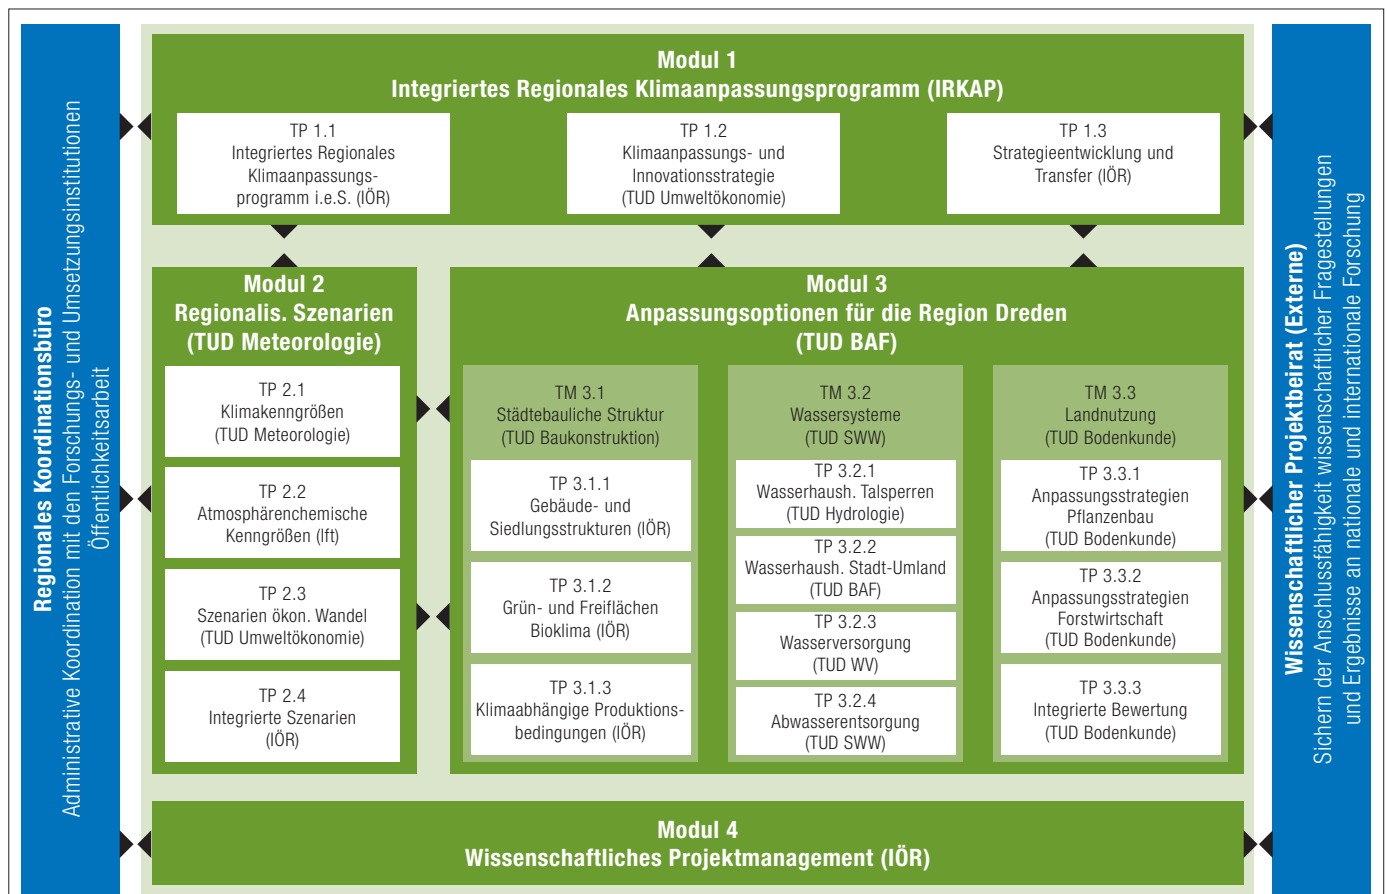 Regionales Koordinationsbüro
Administrative Koordination mit den Forschungs- und Umsetzungsinstitutionen
Öffentlichkeitsarbeit
Modul 1
Integriertes Regionales Klimaanpassungsprogramm (IRKAP)
TP 1.1
Integriertes Regionales
Klimaanpassungs-
programm i.e.S. (IÖR)
TP 1.2
Klimaanpassungs- und
Innovationsstrategie
(TUD Umweltökonomie)
TP 1.3
Strategieentwicklung und
Transfer (IÖR)
Modul 2
Regionalis. Szenarien
(TUD Meteorologie)
TP 2.1
Klimakenngrößen
(TUD Meteorologie)
TP 2.2
Atmosphärenchemische
Kenngrößen (Ift)
TP 2.3
Szenarien ökon. Wandel
(TUD Umweltökonomie)
TP 2.4
Integrierte Szenarien
(IÖR)
Modul 3
Anpassungsoptionen für die Region Dreden
(TUD BAF)
TM 3.1
Städtebauliche Struktur
(TUD Baukonstruktion)
TP 3.1.1
Gebäude- und
Siedlungsstrukturen (IÖR)
TP 3.1.2
Grün- und Freiflächen
Bioklima (IÖR)
TP 3.1.3
Klimaabhängige Produktions-
bedingungen (IÖR)
TM 3.2
Wassersysteme
(TUD SWW)
TP 3.2.1
Wasserhaush. Talsperren
(TUD Hydrologie)
TP 3.2.2
Wasserhaush. Stadt-Umland
(TUD BAF)
TP 3.2.3
Wasserversorgung
(TUD WV)
TP 3.2.4
Abwasserentsorgung
(TUD SWW)
TM 3.3
Landnutzung
(TUD Bodenkunde)
TP 3.3.1
Anpassungsstrategien
Pflanzenbau
(TUD Bodenkunde)
TP 3.3.2
Anpassungsstrategien
Forstwirtschaft
(TUD Bodenkunde)
TP 3.3.3
Integrierte Bewertung
(TUD Bodenkunde)
Modul 4
Wissenschaftliches Projektmanagement (IÖR)
Wissenschaftlicher Projektbeirat (Externe)
Sichern der Anschlussfähigkeit wissenschaftlicher Fragestellungen
und Ergebnisse an nationale und internationale Forschung